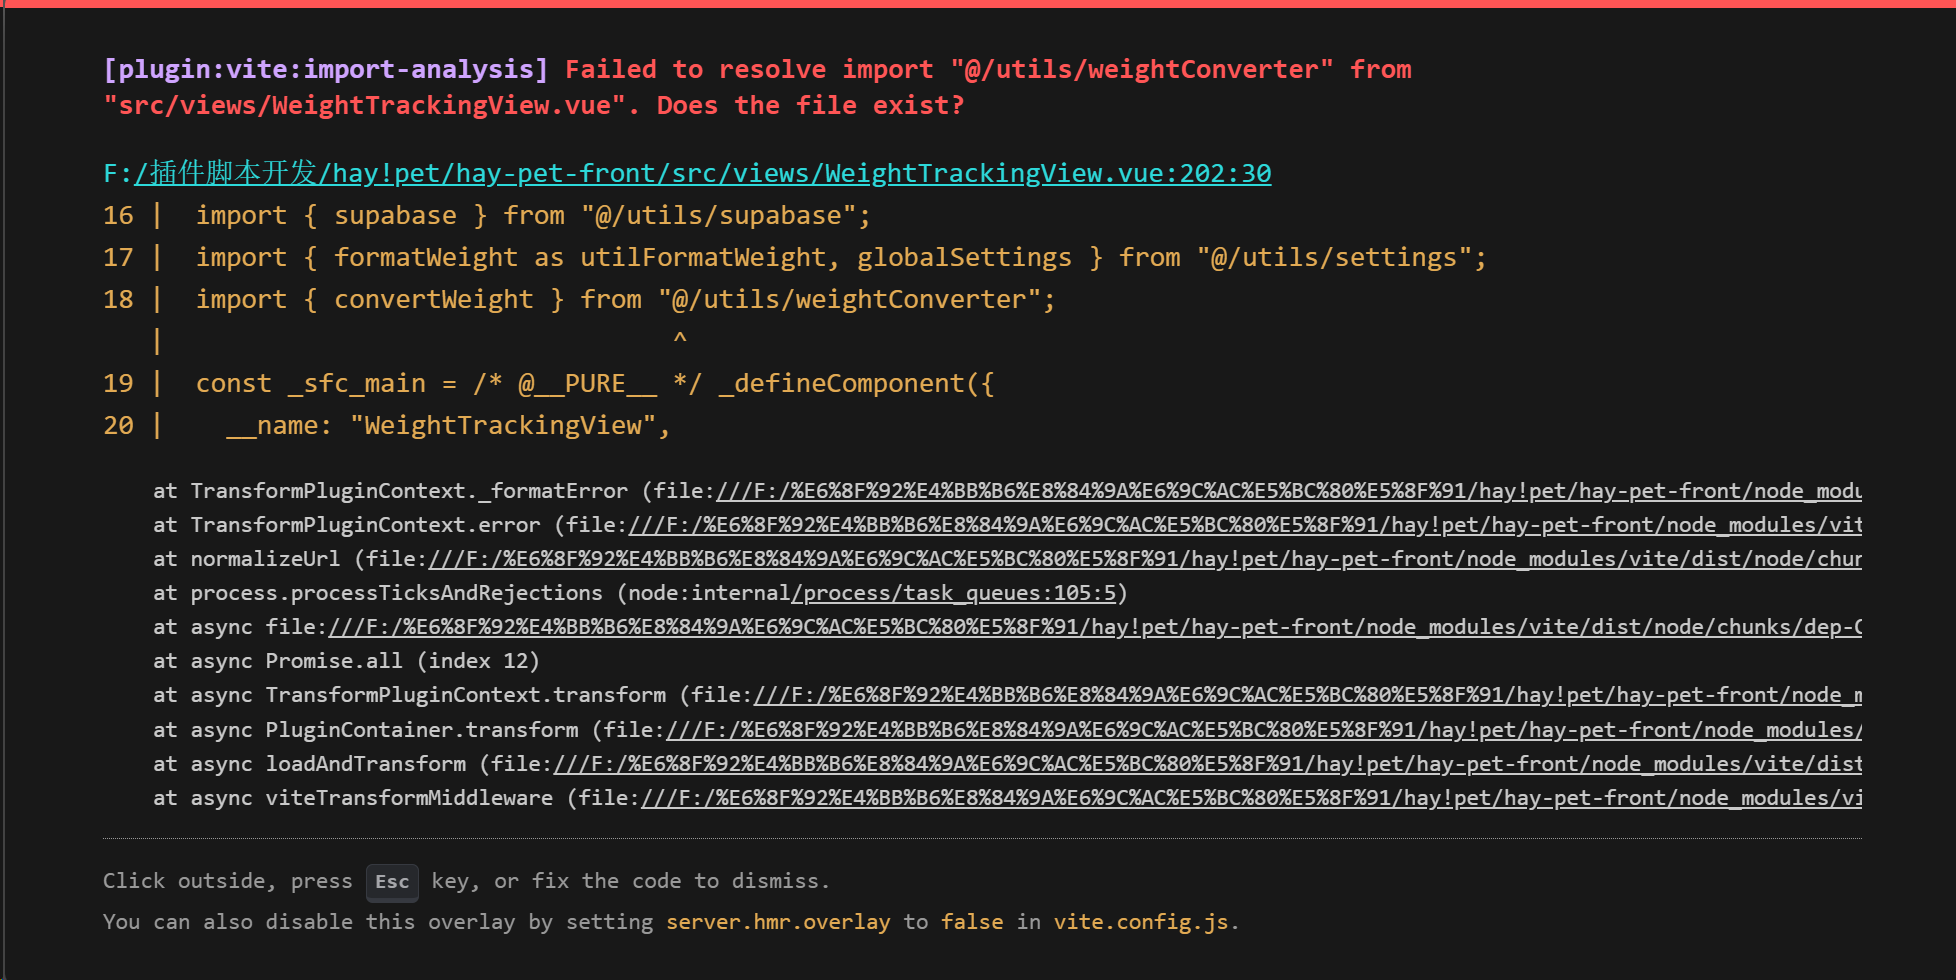 [plugin:vite:import-analysis] Failed to resolve import "@/utils/weightConverter" from
"src/views/WeightTrackingView.vue". Does the file exist?
F:/插件脚本开发/hay!pet/hay-pet-front/src/views/WeightTrackingView.vue:202:30
16 |  import { supabase } from "@/utils/supabase";
17 |  import { formatWeight as utilFormatWeight, globalSettings } from "@/utils/settings";
18 |  import { convertWeight } from "@/utils/weightConverter";
   |                                 ^
19 |  const _sfc_main = /* @__PURE__ */ _defineComponent({
20 |    __name: "WeightTrackingView",
at TransformPluginContext._formatError (file:///F:/%E6%8F%92%E4%BB%B6%E8%84%9A%E6%9C%AC%E5%BC%80%E5%8F%91/hay!pet/hay-pet-front/node_modu
at TransformPluginContext.error (file:///F:/%E6%8F%92%E4%BB%B6%E8%84%9A%E6%9C%AC%E5%BC%80%E5%8F%91/hay!pet/hay-pet-front/node_modules/vit
at normalizeUrl (file:///F:/%E6%8F%92%E4%BB%B6%E8%84%9A%E6%9C%AC%E5%BC%80%E5%8F%91/hay!pet/hay-pet-front/node_modules/vite/dist/node/chun
at process.processTicksAndRejections (node:internal/process/task_queues:105:5)
at async file:///F:/%E6%8F%92%E4%BB%B6%E8%84%9A%E6%9C%AC%E5%BC%80%E5%8F%91/hay!pet/hay-pet-front/node_modules/vite/dist/node/chunks/dep-C
at async Promise.all (index 12)
at async TransformPluginContext.transform (file:///F:/%E6%8F%92%E4%BB%B6%E8%84%9A%E6%9C%AC%E5%BC%80%E5%8F%91/hay!pet/hay-pet-front/node_m
at async PluginContainer.transform (file:///F:/%E6%8F%92%E4%BB%B6%E8%84%9A%E6%9C%AC%E5%BC%80%E5%8F%91/hay!pet/hay-pet-front/node_modules/
at async loadAndTransform (file:///F:/%E6%8F%92%E4%BB%B6%E8%84%9A%E6%9C%AC%E5%BC%80%E5%8F%91/hay!pet/hay-pet-front/node_modules/vite/dist
at async viteTransformMiddleware (file:///F:/%E6%8F%92%E4%BB%B6%E8%84%9A%E6%9C%AC%E5%BC%80%E5%8F%91/hay!pet/hay-pet-front/node_modules/vi
Click outside, press Esc key, or fix the code to dismiss.
You can also disable this overlay by setting server.hmr.overlay to false in vite.config.js.